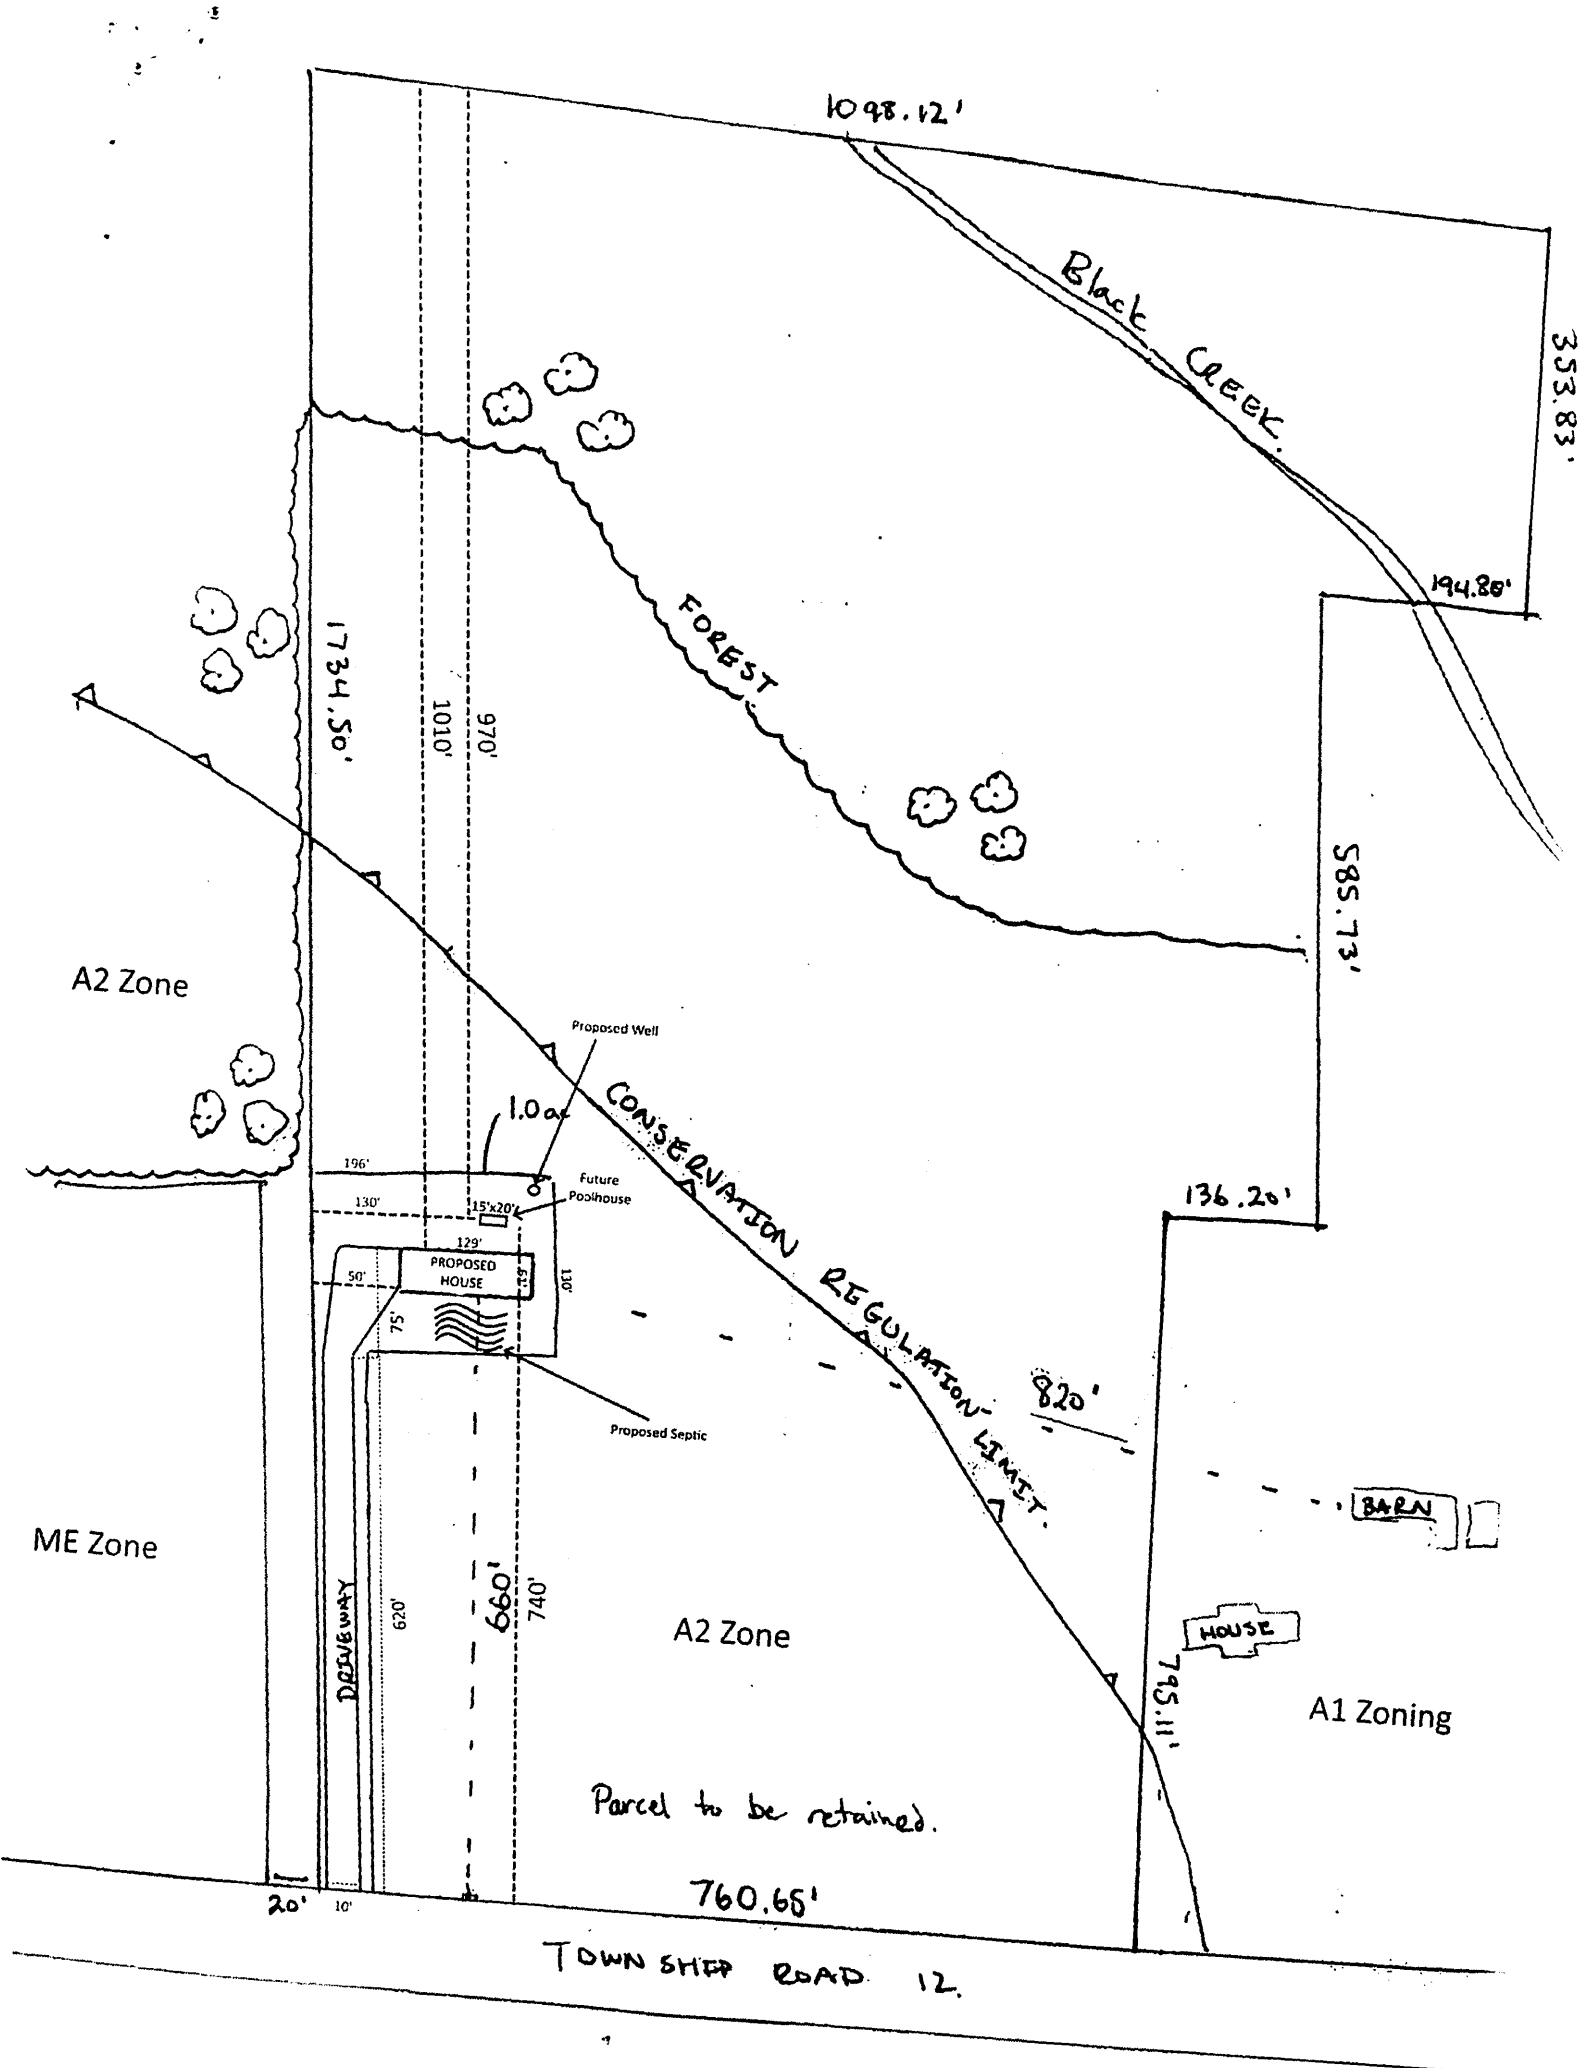 1098.12'
Black
CREEK.
353.83'
194.80'
FOREST
1734.50'
1010'
970'
585.73'
A2 Zone
Proposed Well
1.0 ac
CONSERVATION REGULATION LIMIT.
196'
Future
Poolhouse
136.20'
130'
15'x20'
129'
PROPOSED
HOUSE
50'
130'
75'
820'
Proposed Septic
BARN
ME Zone
DRIVEWAY
620'
660'
740'
A2 Zone
HOUSE
795.11'
A1 Zoning
Parcel to be retained.
760.65'
20'
10'
TOWNSHIP ROAD 12.